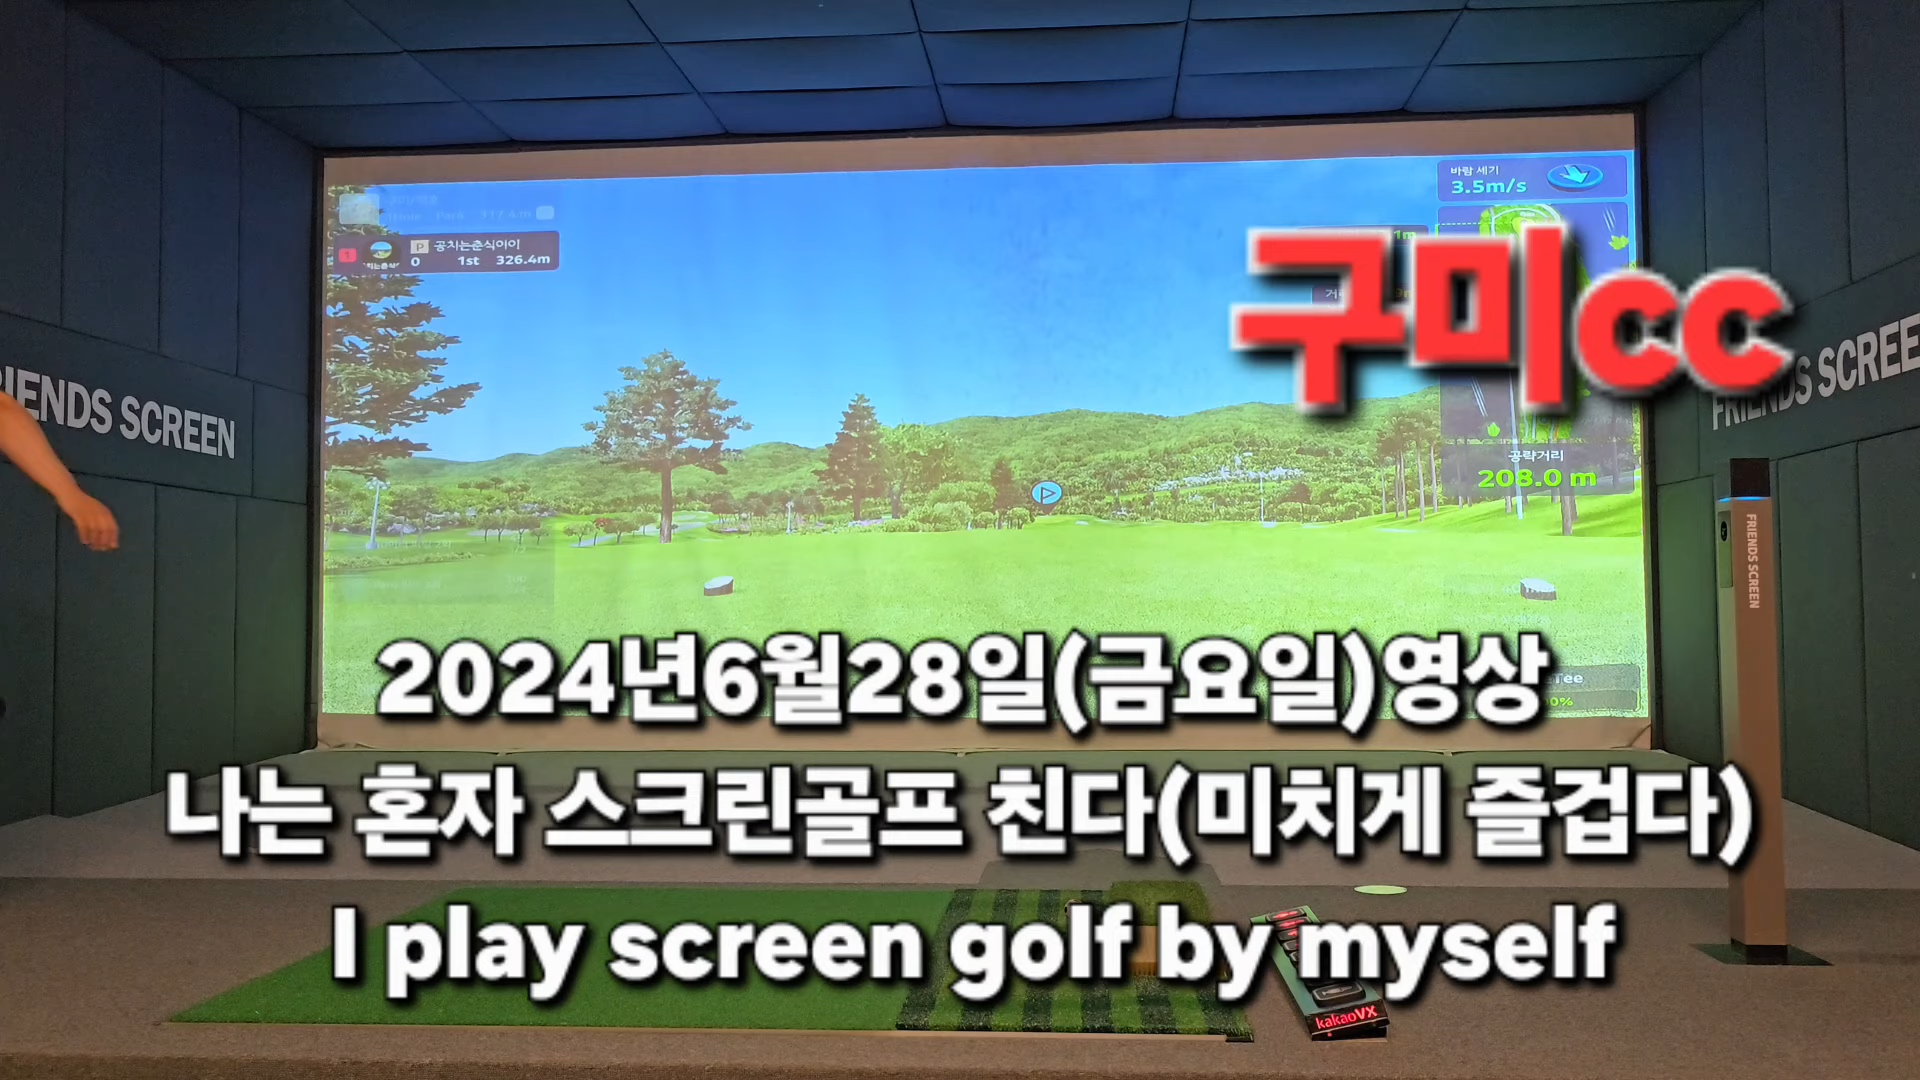 바람 세기
3.5m/s
P 공치는춘식이이
1
0 1st 326.4m
구미cc
FRIENDS SCREEN
공략거리
208.0 m
FRIENDS SCREEN
2024년6월28일(금요일)영상
나는 혼자 스크린골프 친다(미치게 즐겁다)
I play screen golf by myself
kakaoVX